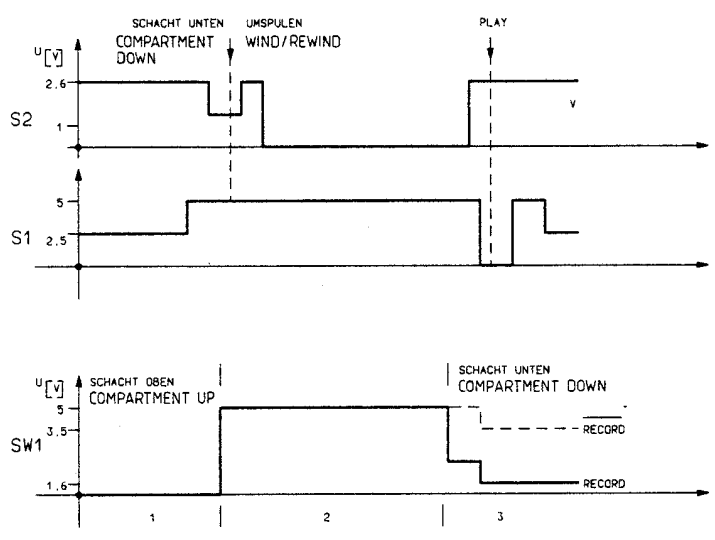 SCHACHT UNTEN UMSPULEN PLAY
COMPARTMENT WIND/REWIND
DOWN
U[V]
2.6
S2
1
V
5
S1
2.5
U[V]
SCHACHT OBEN
COMPARTMENT UP
SCHACHT UNTEN
COMPARTMENT DOWN
5
3.5
RECORD
SW1
1.6
RECORD
1 2 3